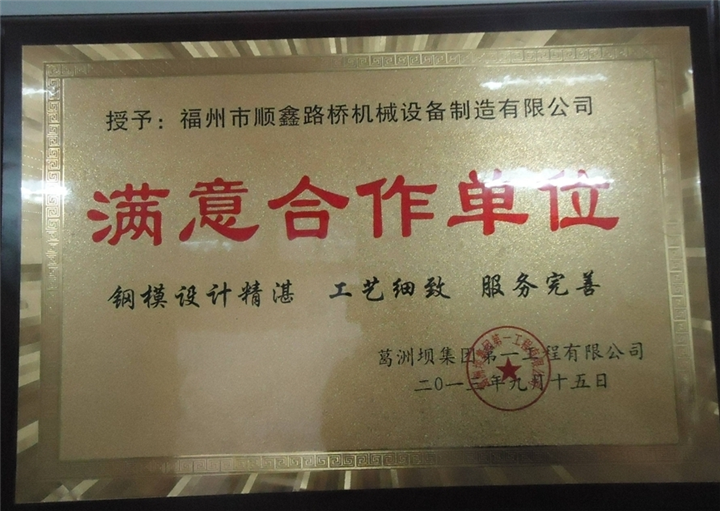 授予：福州市顺鑫路桥机械设备制造有限公司
满意合作单位
钢模设计精湛 工艺细致 服务完善
葛洲坝集团第一工程有限公司
二0一三年九月十五日